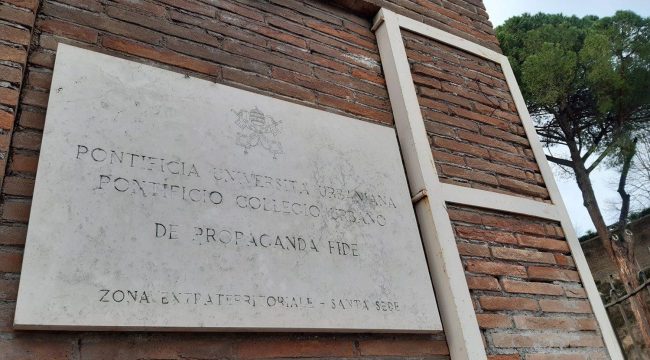 PONTIFICIA UNIVERSITÀ URBANIANA
PONTIFICIO COLLEGIO URBANO
DE PROPAGANDA FIDE
ZONA EXTRATERRITORIALE - SANTA SEDE